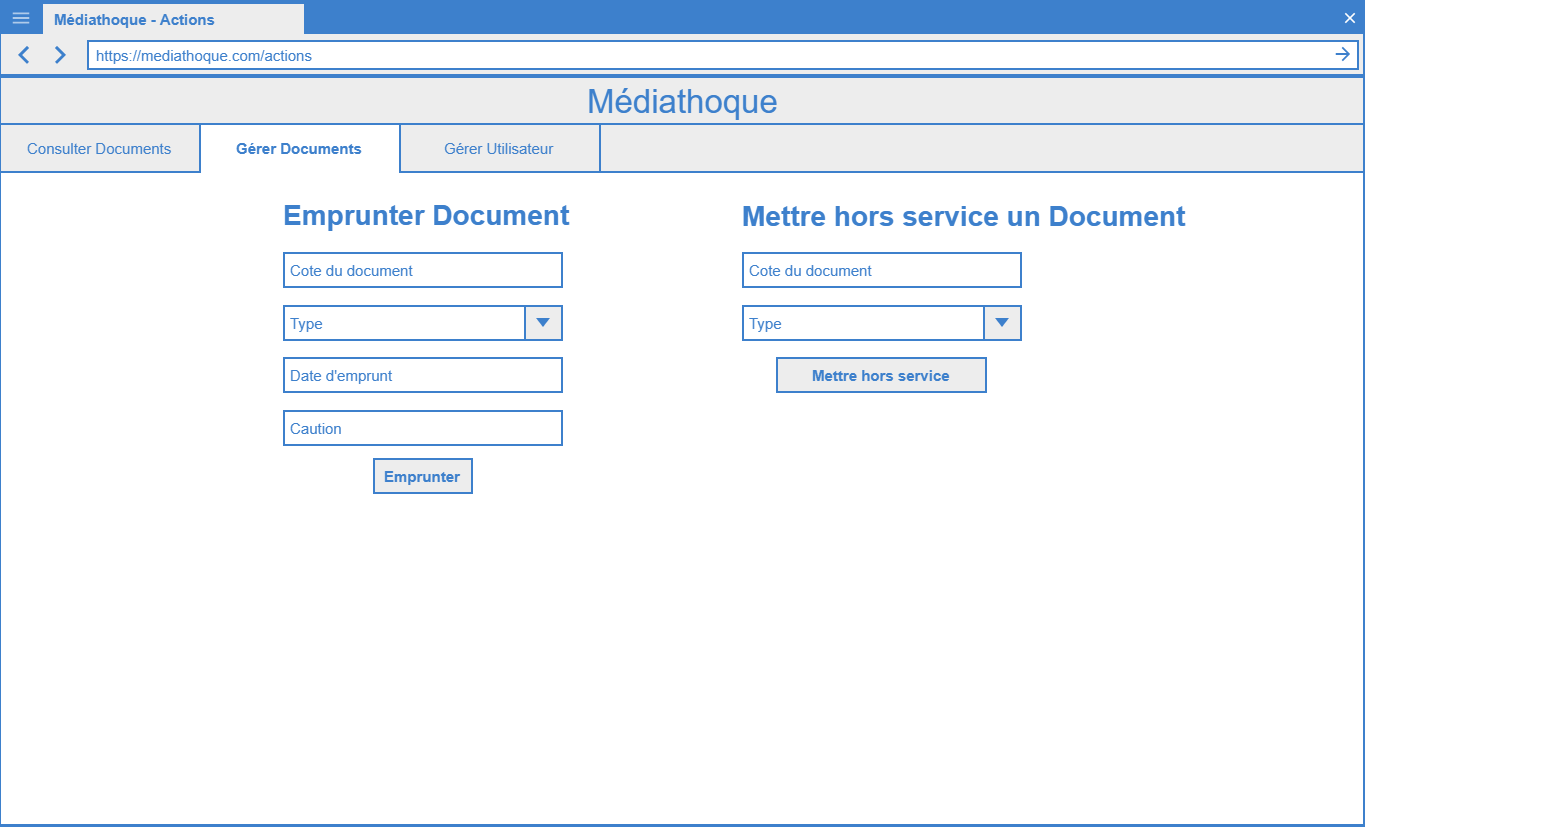 Médiathoque - Actions
https://mediathoque.com/actions
Médiathoque
Consulter Documents
Gérer Documents
Gérer Utilisateur
Emprunter Document
Cote du document
Type
Date d'emprunt
Caution
Emprunter
Mettre hors service un Document
Cote du document
Type
Mettre hors service